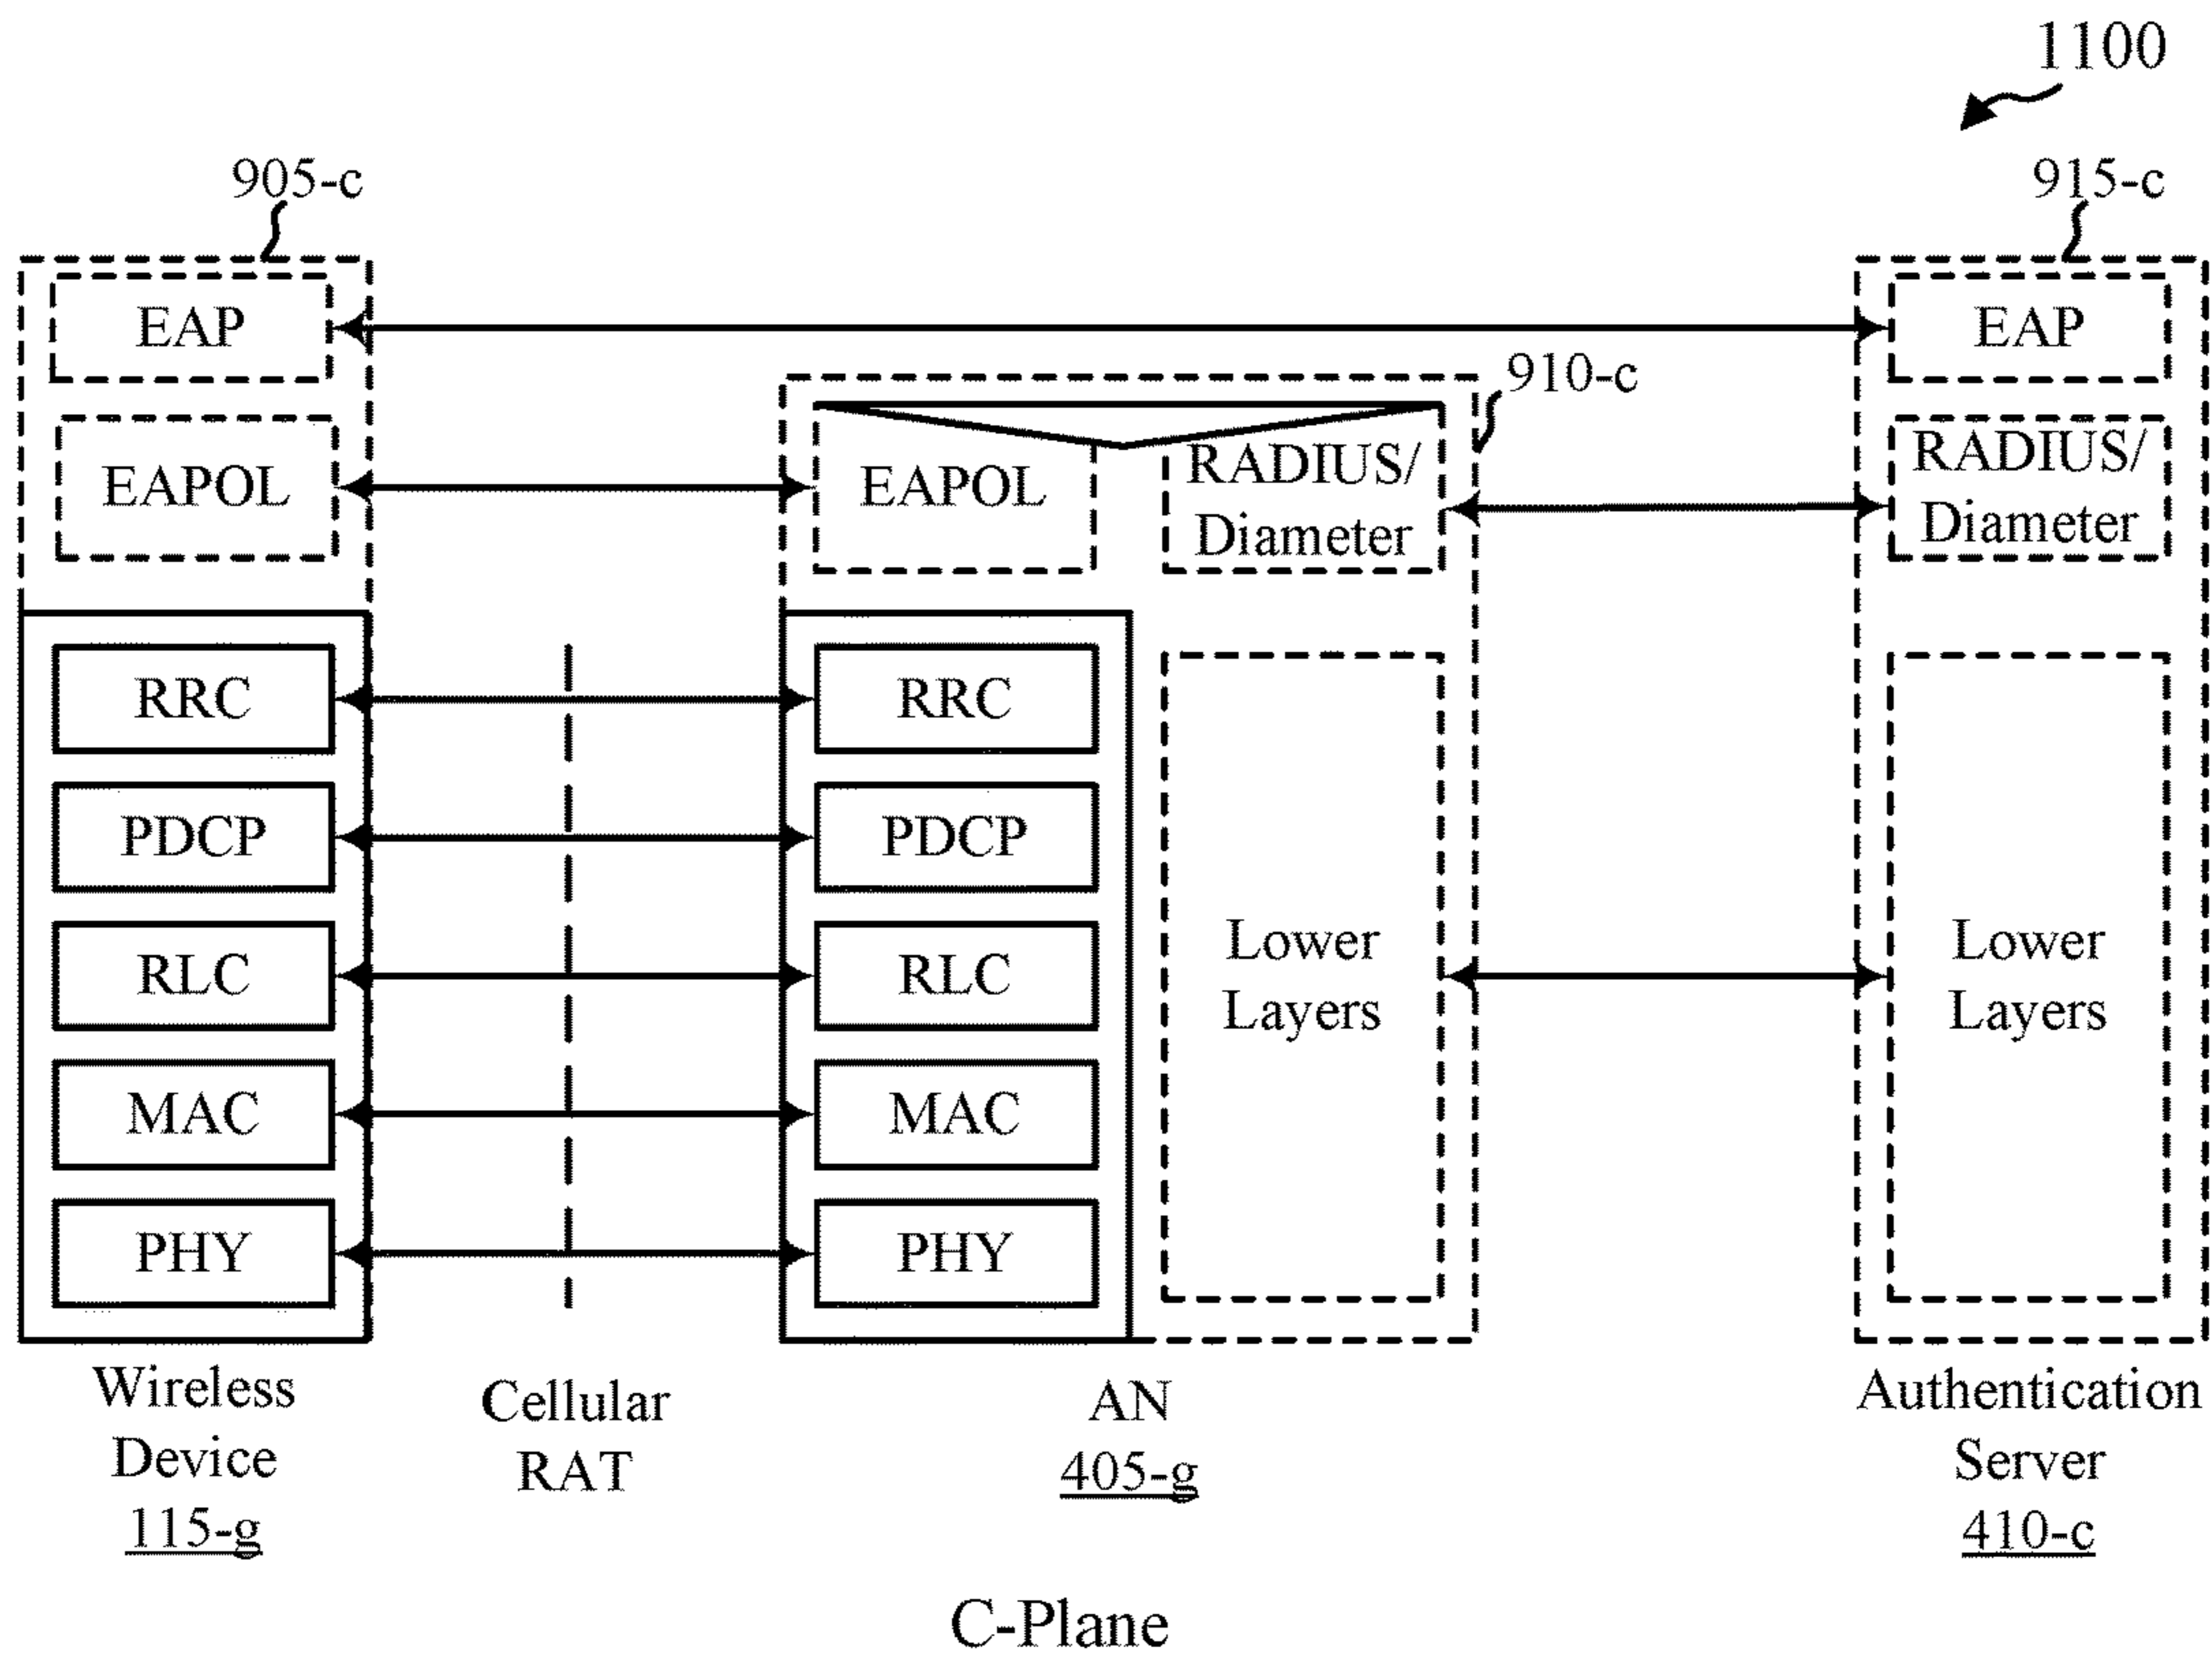 1100
905-c
915-c
EAP
EAP
910-c
EAPOL
EAPOL
RADIUS/
Diameter
RADIUS/
Diameter
RRC
RRC
PDCP
PDCP
RLC
RLC
Lower
Layers
Lower
Layers
MAC
MAC
PHY
PHY
Wireless
Device
115-g
Cellular
RAT
AN
405-g
Authentication
Server
410-c
C-Plane